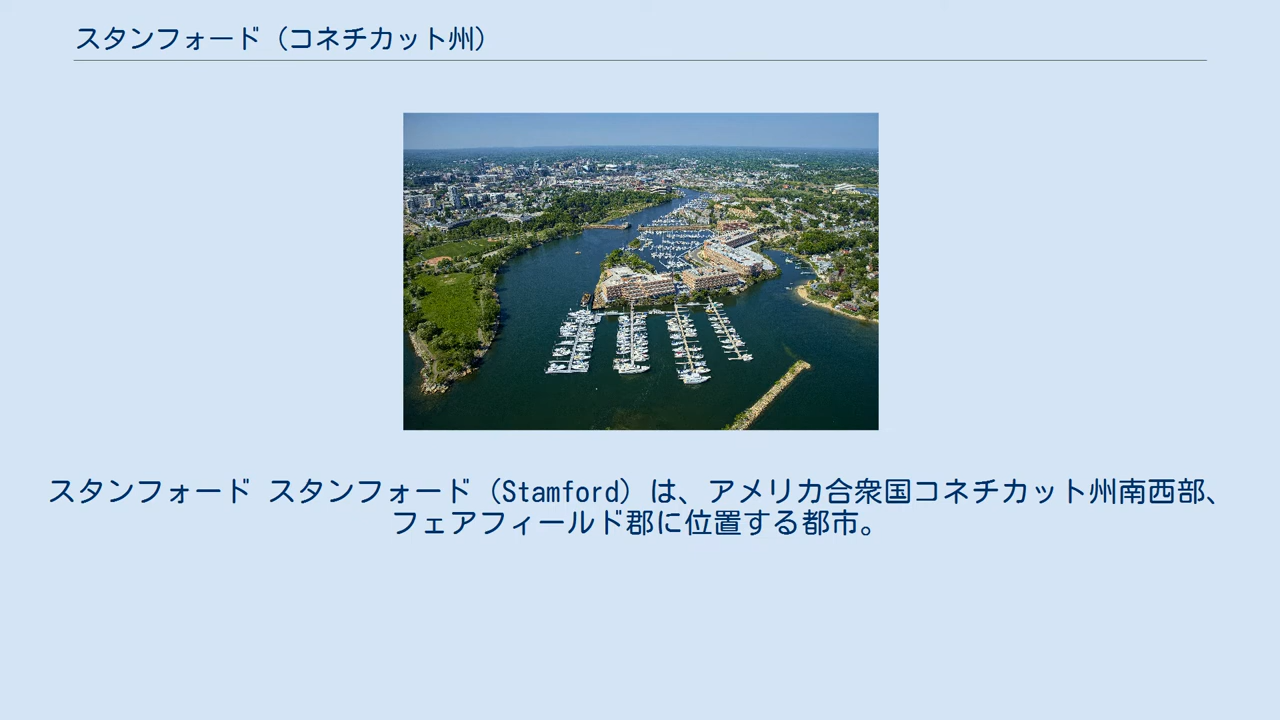 スタンフォード（コネチカット州）
スタンフォード スタンフォード（Stamford）は、アメリカ合衆国コネチカット州南西部、
フェアフィールド郡に位置する都市。